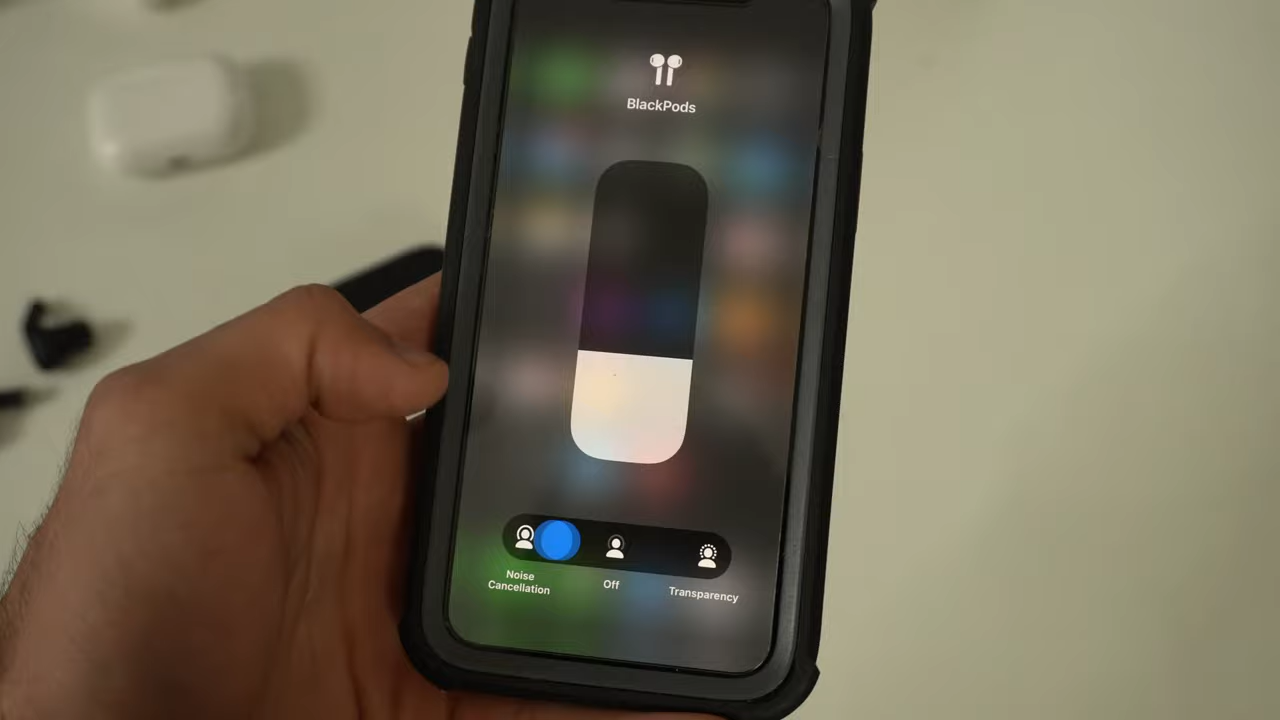 BlackPods
Noise
Cancellation
Off
Transparency